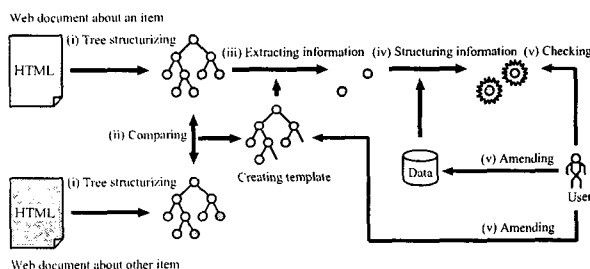 Web document about an item
(i) Tree structurizing
(iii) Extracting information
(iv) Structuring information
(v) Checking
HTML
(ii) Comparing
Creating template
Data
(v) Amending
User
(i) Tree structurizing
HTML
(v) Amending
Web document about other item